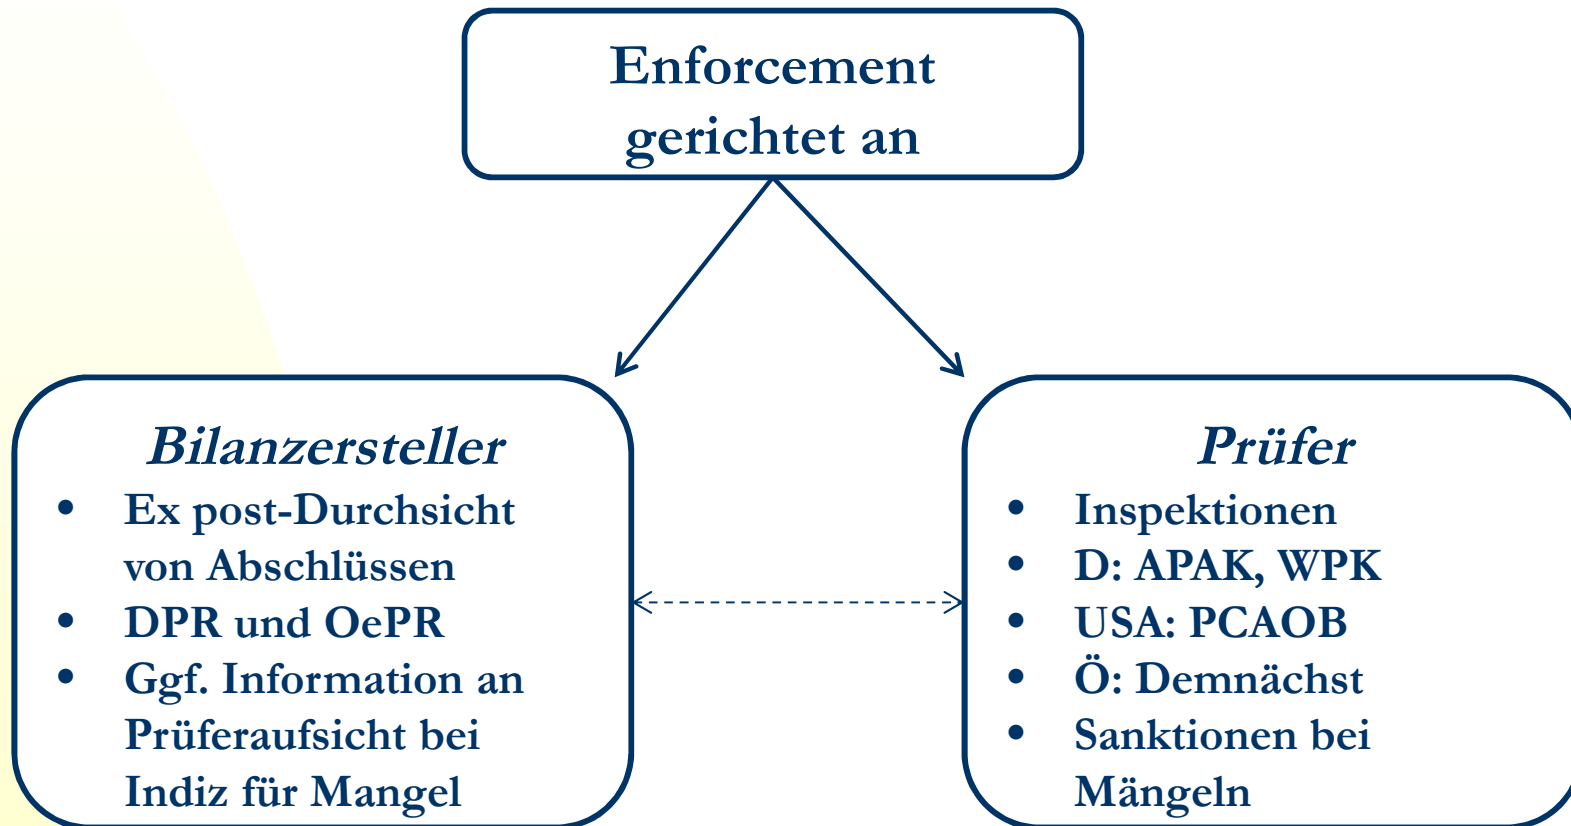 Enforcement
gerichtet an
Bilanzersteller
• Ex post-Durchsicht
von Abschlüssen
• DPR und OePR
• Ggf. Information an
Prüferaufsicht bei
Indiz für Mangel
Prüfer
• Inspektionen
• D: APAK, WPK
• USA: PCAOB
• Ö: Demnächst
• Sanktionen bei
Mängeln